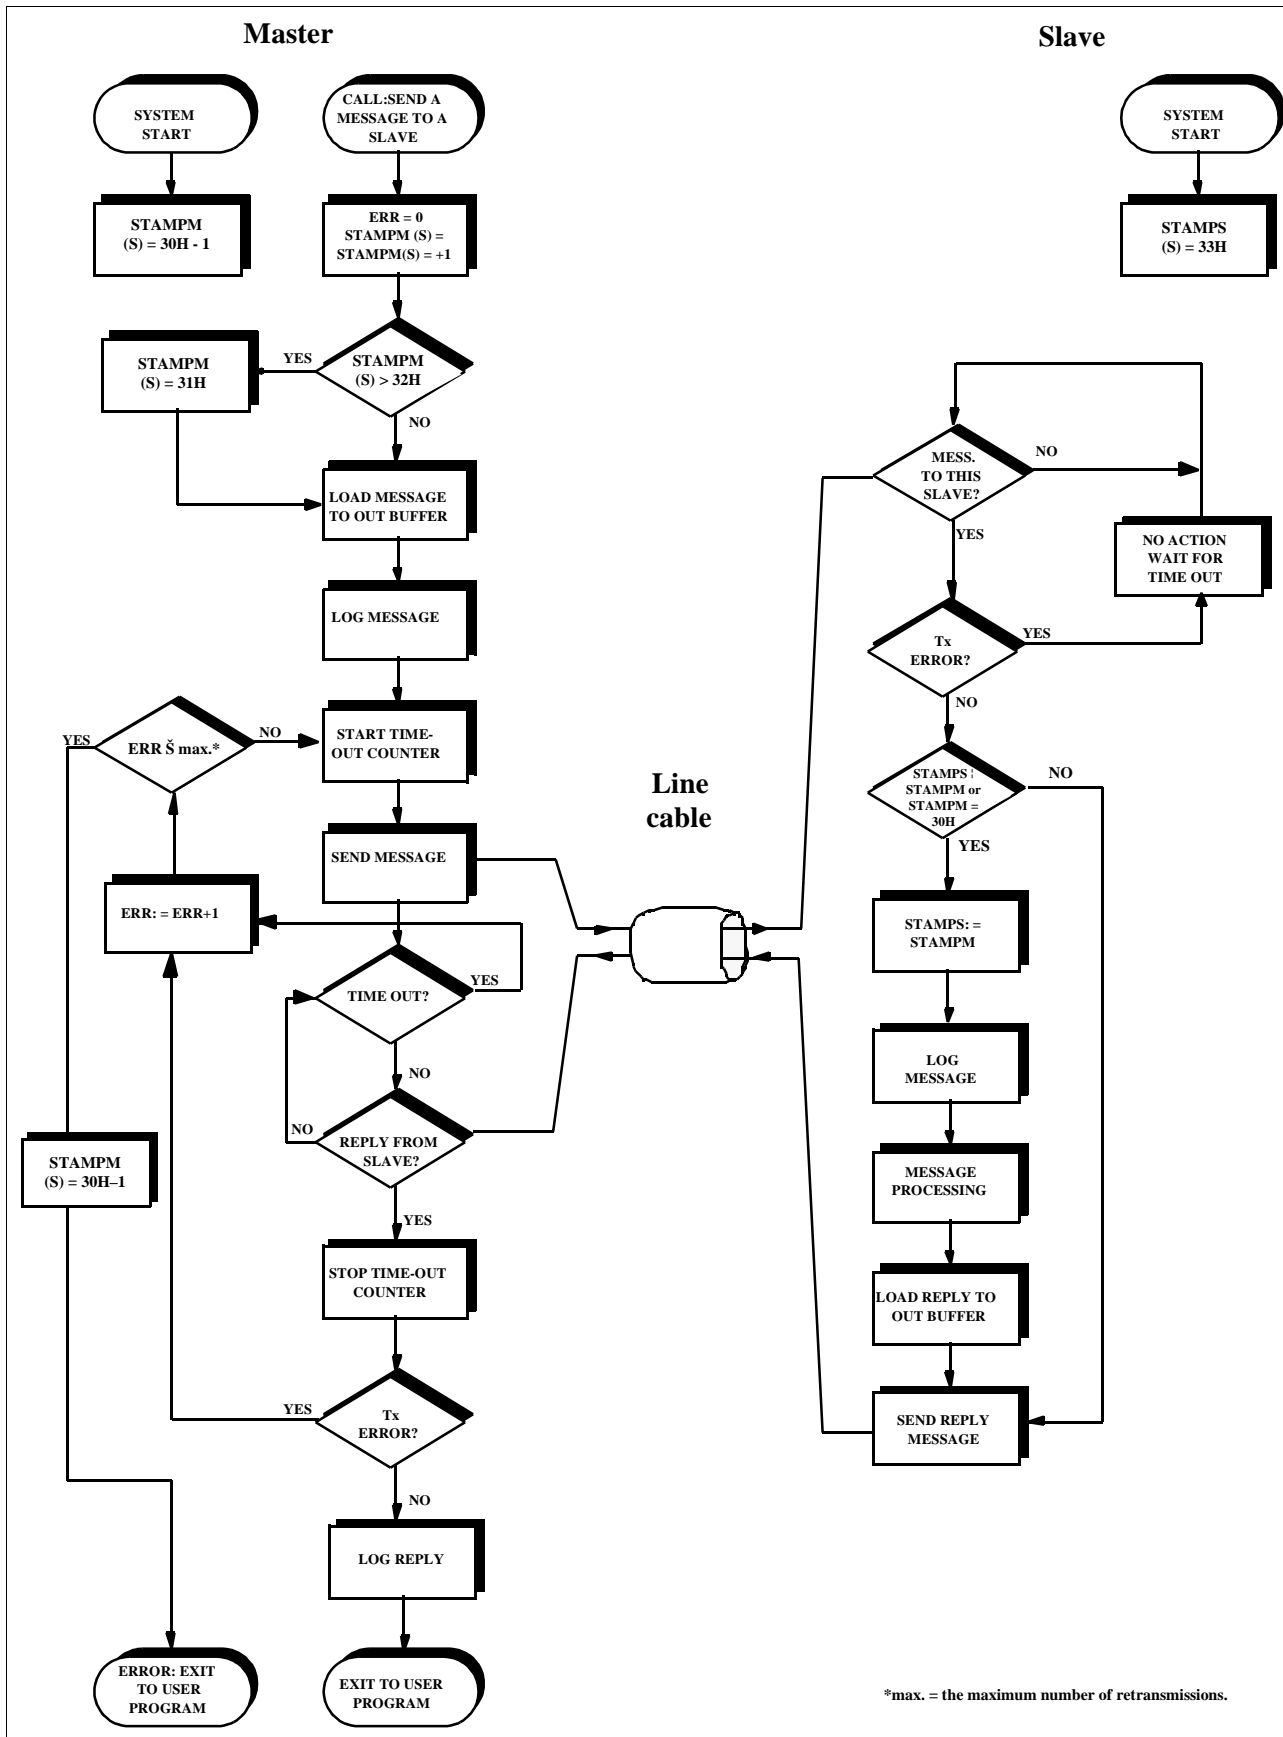 Master
Slave
SYSTEM
START
CALL:SEND A
MESSAGE TO A
SLAVE
STAMPM
(S) = 30H - 1
ERR = 0
STAMPM (S) =
STAMPM(S) = +1
STAMPM
(S) = 31H
YES
STAMPM
(S) > 32H
NO
LOAD MESSAGE
TO OUT BUFFER
LOG MESSAGE
YES
ERR Š max.*
NO
START TIME-
OUT COUNTER
SEND MESSAGE
ERR: = ERR+1
TIME OUT?
YES
NO
NO
REPLY FROM
SLAVE?
YES
STAMPM
(S) = 30H–1
STOP TIME-OUT
COUNTER
YES
Tx
ERROR?
NO
LOG REPLY
ERROR: EXIT
TO USER
PROGRAM
EXIT TO USER
PROGRAM
Line
cable
SYSTEM
START
STAMPS
(S) = 33H
MESS.
TO THIS
SLAVE?
NO
YES
NO ACTION
WAIT FOR
TIME OUT
Tx
ERROR?
YES
NO
STAMPS ¦
STAMPM or
STAMPM =
30H
NO
YES
STAMPS: =
STAMPM
LOG
MESSAGE
MESSAGE
PROCESSING
LOAD REPLY TO
OUT BUFFER
SEND REPLY
MESSAGE
*max. = the maximum number of retransmissions.